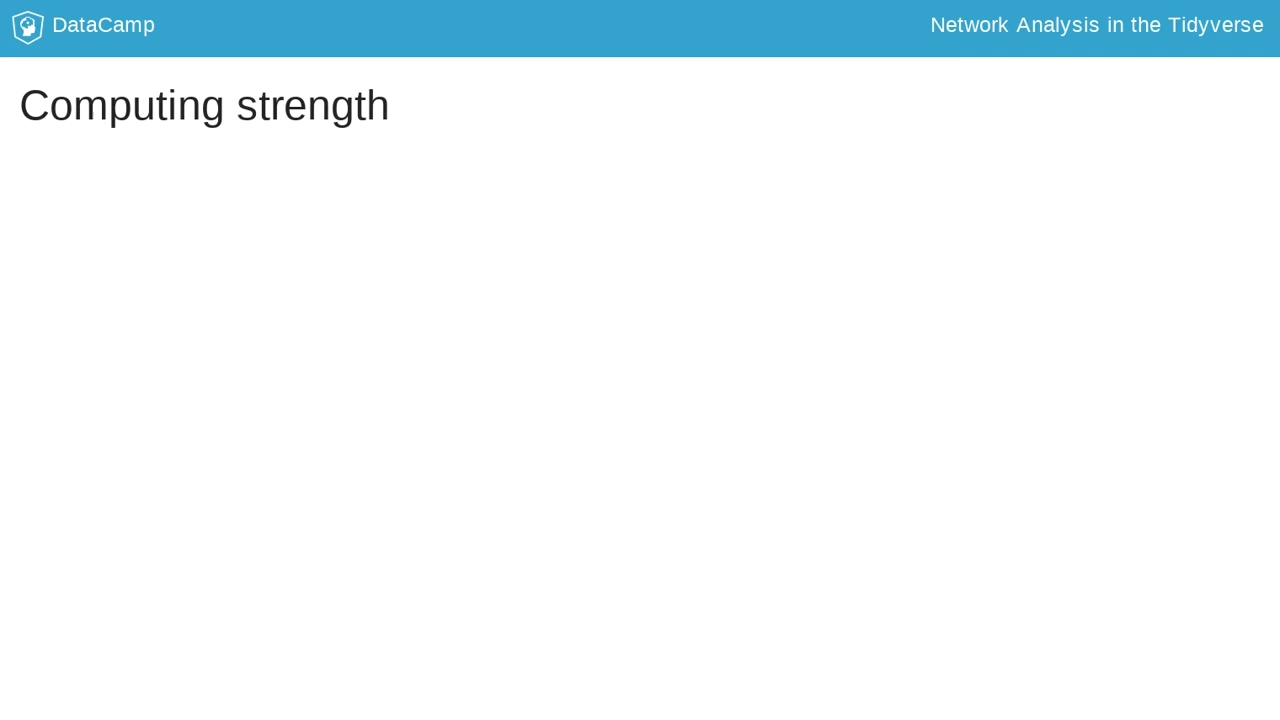 DataCamp
Network Analysis in the Tidyverse
Computing strength